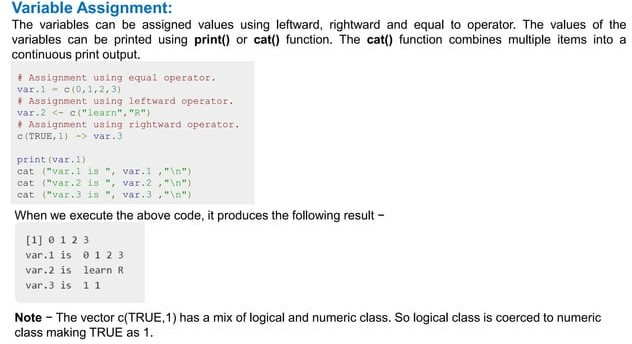 Variable Assignment:
The variables can be assigned values using leftward, rightward and equal to operator. The values of the
variables can be printed using print() or cat() function. The cat() function combines multiple items into a
continuous print output.
# Assignment using equal operator.
var.1 = c(0,1,2,3)
# Assignment using leftward operator.
var.2 <- c("learn","R")
# Assignment using rightward operator.
c(TRUE,1) -> var.3
print(var.1)
cat ("var.1 is ", var.1 ,"\n")
cat ("var.2 is ", var.2 ,"\n")
cat ("var.3 is ", var.3 ,"\n")
When we execute the above code, it produces the following result −
[1] 0 1 2 3
var.1 is  0 1 2 3
var.2 is  learn R
var.3 is  1 1
Note − The vector c(TRUE,1) has a mix of logical and numeric class. So logical class is coerced to numeric
class making TRUE as 1.